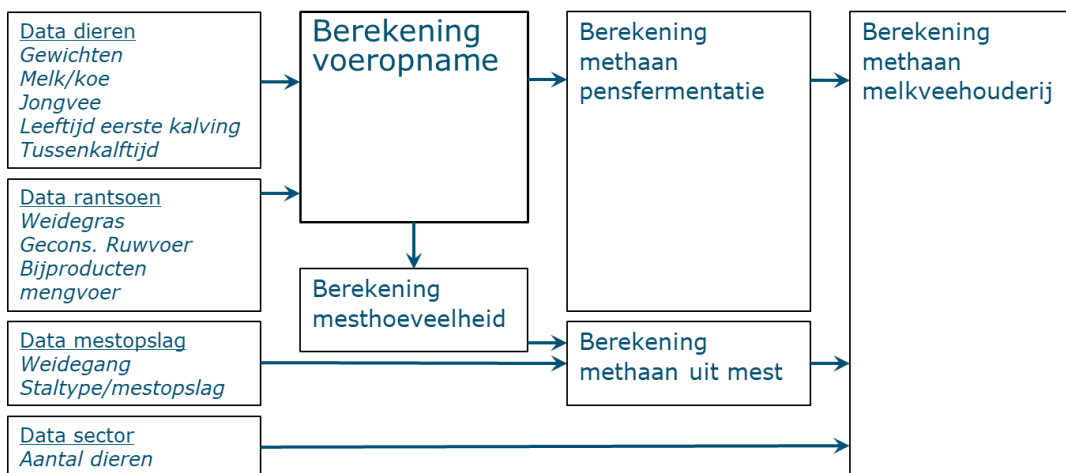 Data dieren
Gewichten
Melk/koe
Jongvee
Leeftijd eerste kalving
Tussenkalftijd
Data rantsoen
Weidegras
Gecons. Ruwvoer
Bijproducten
mengvoer
Data mestopslag
Weidegang
Staltype/mestopslag
Data sector
Aantal dieren
Berekening
voeropname
Berekening
mesthoeveelheid
Berekening
methaan
pensfermentatie
Berekening
methaan uit mest
Berekening
methaan
melkveehouderij